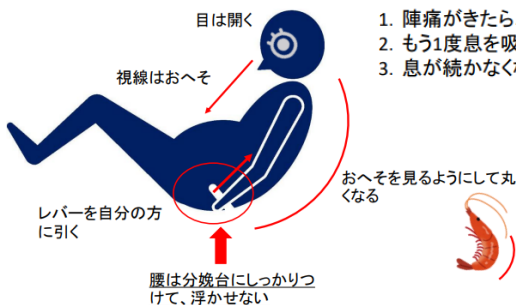 目は開く
視線はおへそ
1. 陣痛がきたら
2. もう1度息を吸
3. 息が続かなくな
おへそを見るようにして丸
くなる
レバーを自分の方
に引く
腰は分娩台にしっかりつ
けて、浮かせない